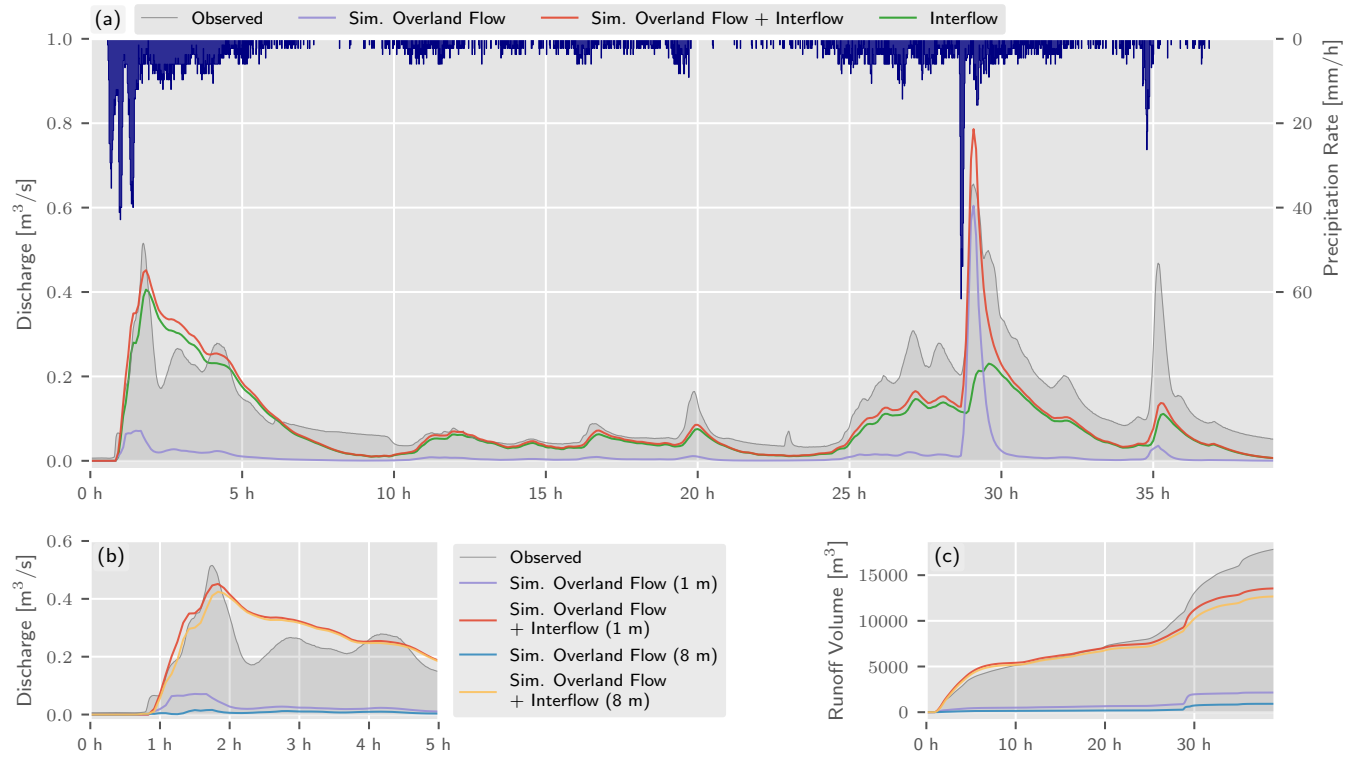 (a)
Observed
Sim. Overland Flow
Sim. Overland Flow + Interflow
Interflow
1.0
0.8
0.6
0.4
0.2
0.0
Discharge [m³/s]
0
20
40
60
Precipitation Rate [mm/h]
0 h
5 h
10 h
15 h
20 h
25 h
30 h
35 h
(b)
0.6
0.4
0.2
0.0
Discharge [m³/s]
0 h
1 h
2 h
3 h
4 h
5 h
Observed
Sim. Overland Flow (1 m)
Sim. Overland Flow
+ Interflow (1 m)
Sim. Overland Flow (8 m)
Sim. Overland Flow
+ Interflow (8 m)
(c)
15000
10000
5000
0
Runoff Volume [m³]
0 h
10 h
20 h
30 h